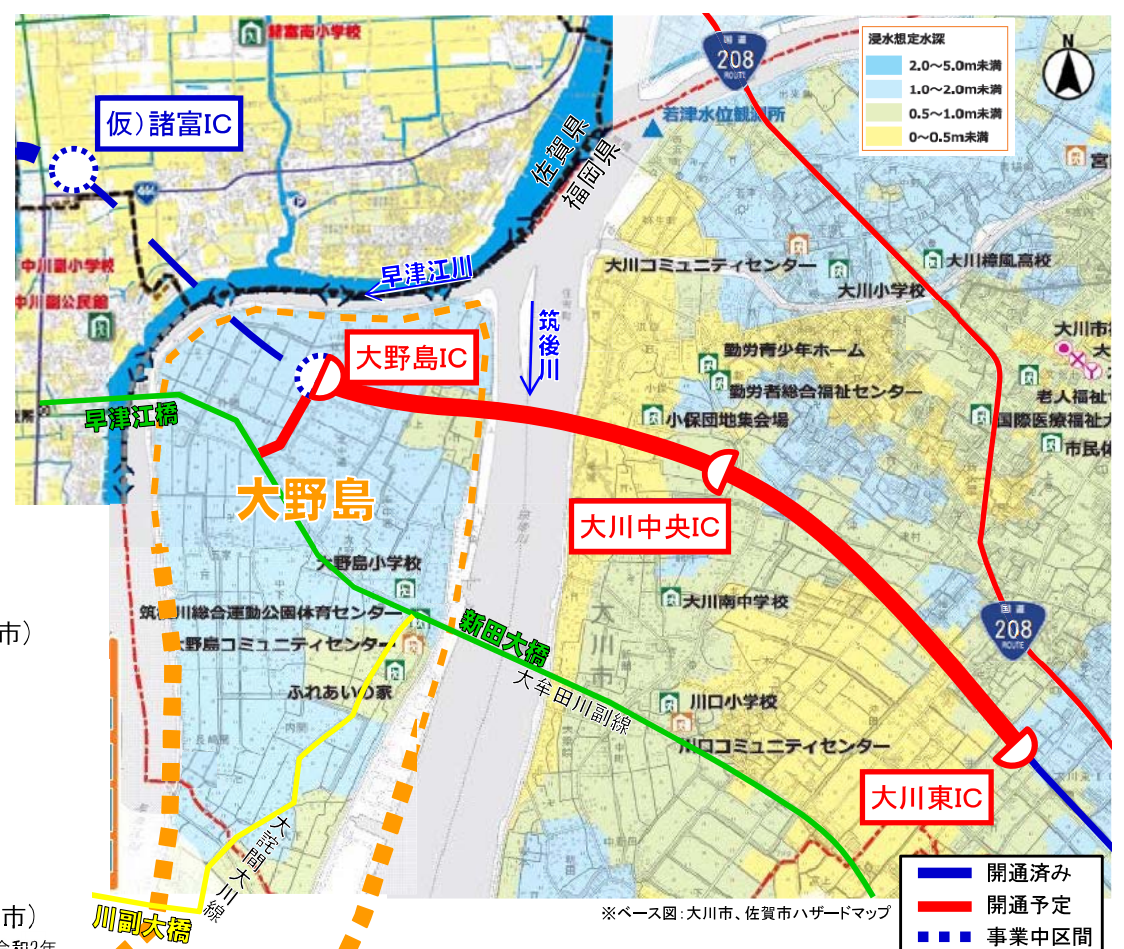 諸富南小学校
国道
208
ROUTE
浸水想定水深
2.0～5.0m未満
1.0～2.0m未満
0.5～1.0m未満
0～0.5m未満
N
仮）諸富IC
若津水位観測所
佐賀県
福岡県
444
P
中川副小学校
中川副公民館
早津江川
大川コミュニティセンター
大川樟風高校
大川小学校
筑後川
大野島IC
勤労青少年ホーム
勤労者総合福祉センター
小保団地集会場
老人福祉
国際医療福祉大
市民体
早津江橋
大野島
大川中央IC
大野島小学校
大川南中学校
筑後川総合運動公園体育センター
大野島コミュニティセンター
新田大橋
大牟田川副線
国道
208
ROUTE
大川市
市）
ふれあいの家
川口小学校
川口コミュニティセンター
大川東IC
大詫間大川線
川副大橋
市）
令和2年
※ベース図：大川市、佐賀市ハザードマップ
開通済み
開通予定
事業中区間